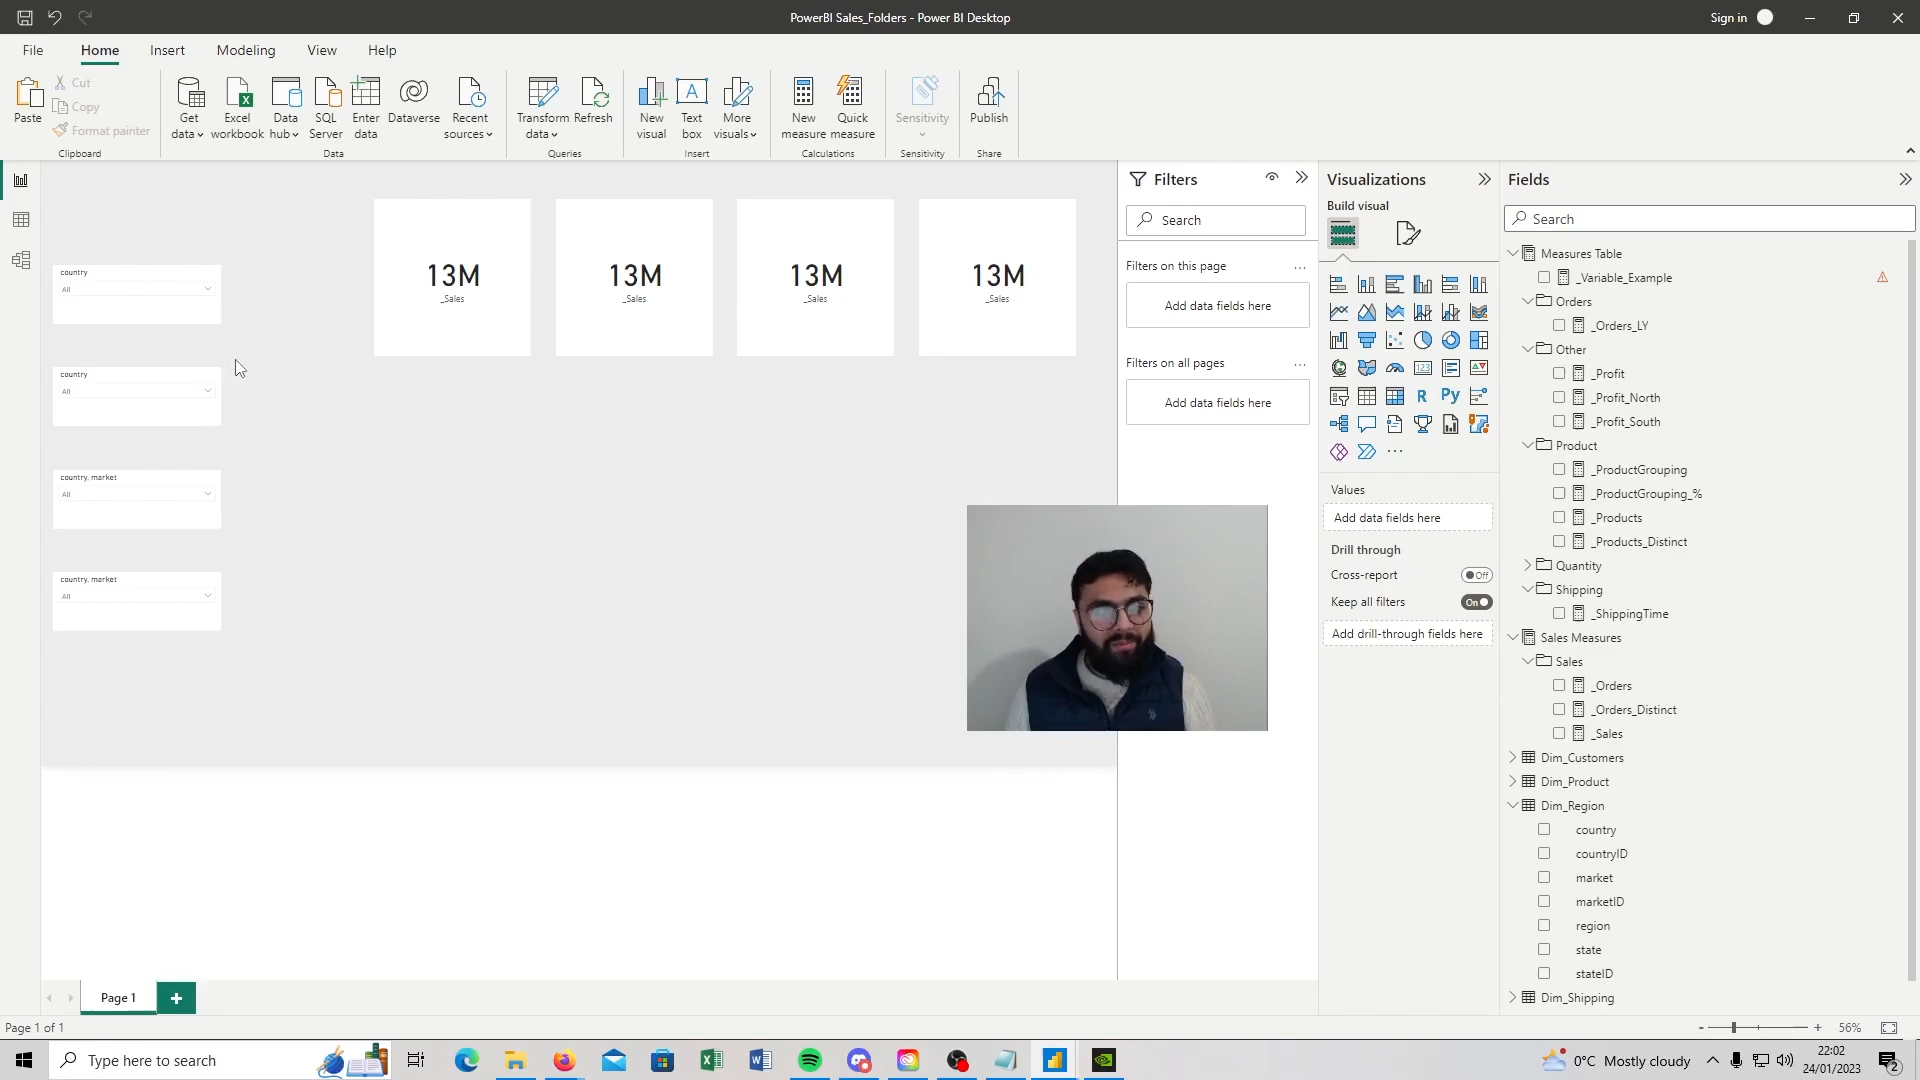 PowerBI Sales_Folders - Power BI Desktop
Sign in
File
Home
Insert
Modeling
View
Help
Paste
Cut
Copy
Format painter
Clipboard
Get
data
Excel
workbook
Data
hub
SQL
Server
Enter
data
Dataverse
Recent
sources
Data
Transform
data
Refresh
Queries
New
visual
Text
box
More
visuals
Insert
New
measure
Quick
measure
Calculations
Sensitivity
Sensitivity
Publish
Share
country
All
country
All
country, market
All
country, market
All
13M
_Sales
13M
_Sales
13M
_Sales
13M
_Sales
Filters
Search
Filters on this page
...
Add data fields here
Filters on all pages
...
Add data fields here
Visualizations
Build visual
123
R
Py
...
Values
Add data fields here
Drill through
Cross-report
Off
Keep all filters
On
Add drill-through fields here
Fields
Search
Measures Table
_Variable_Example
Orders
_Orders_LY
Other
_Profit
_Profit_North
_Profit_South
Product
_ProductGrouping
_ProductGrouping_%
_Products
_Products_Distinct
Quantity
Shipping
_ShippingTime
Sales Measures
Sales
_Orders
_Orders_Distinct
_Sales
Dim_Customers
Dim_Product
Dim_Region
country
countryID
market
marketID
region
state
stateID
Dim_Shipping
Page 1
+
Page 1 of 1
- + 56%
Type here to search
0°C Mostly cloudy
22:02
24/01/2023
2